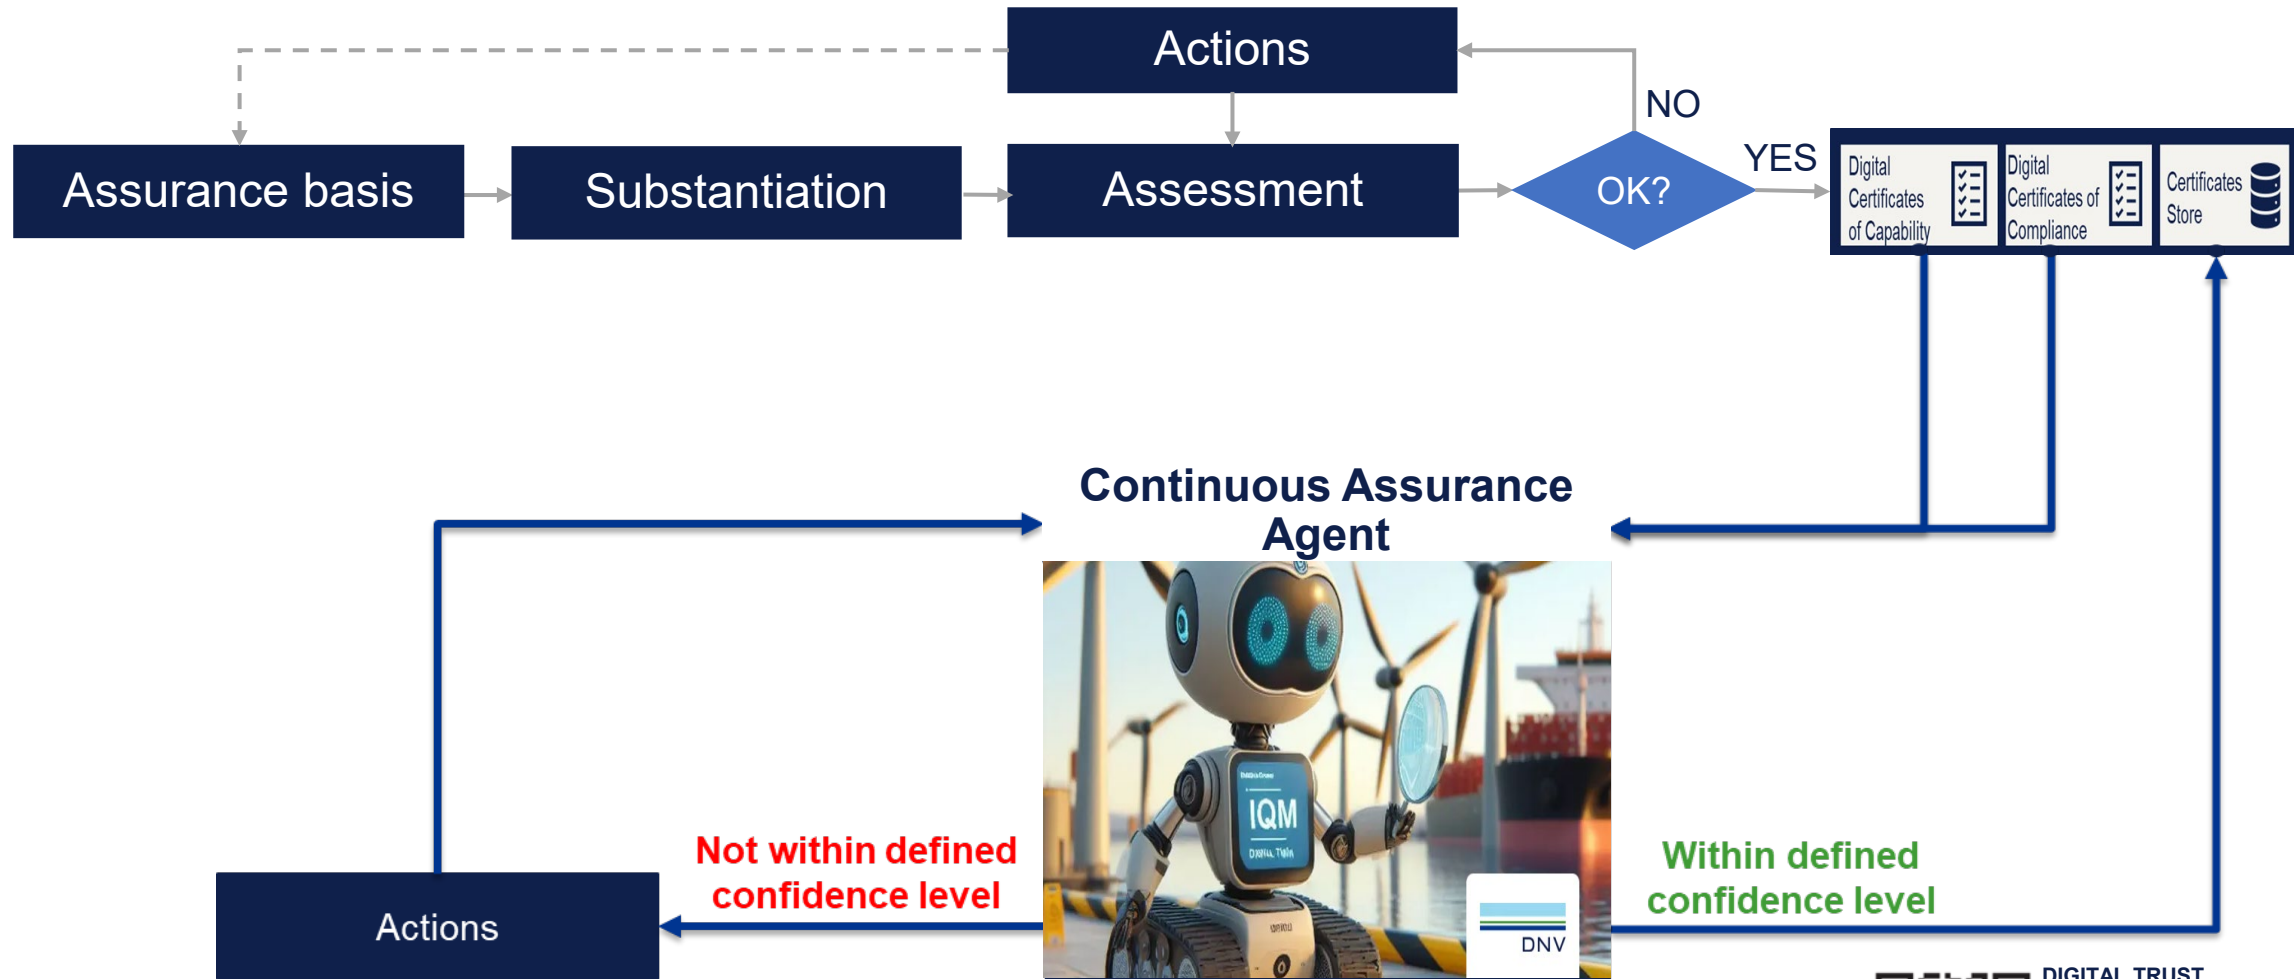 Actions
NO
YES
Assurance basis
Substantiation
Assessment
OK?
Digital
Certificates
of Capability
Digital
Certificates of
Compliance
Certificates
Store
Continuous Assurance
Agent
IQM
Not within defined
confidence level
Within defined
confidence level
Actions
DNV
DIGITAL TRUST